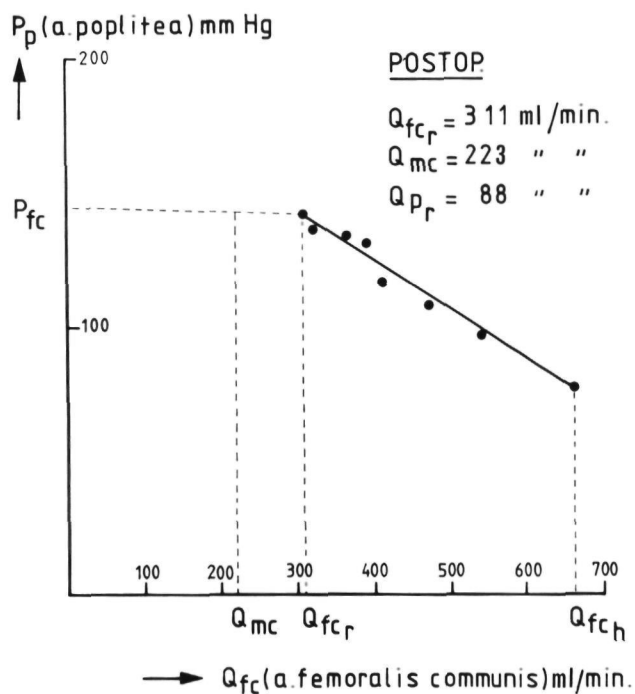 Pp (a.poplitea) mm Hg
200
POSTOP.
Qfcr = 311 ml/min.
Qmc = 223 " "
Qpr = 88 " "
Pfc
100
100 200 300 400 500 600 700
Qmc Qfcr Qfch
Qfc (a.femoralis communis) ml/min.